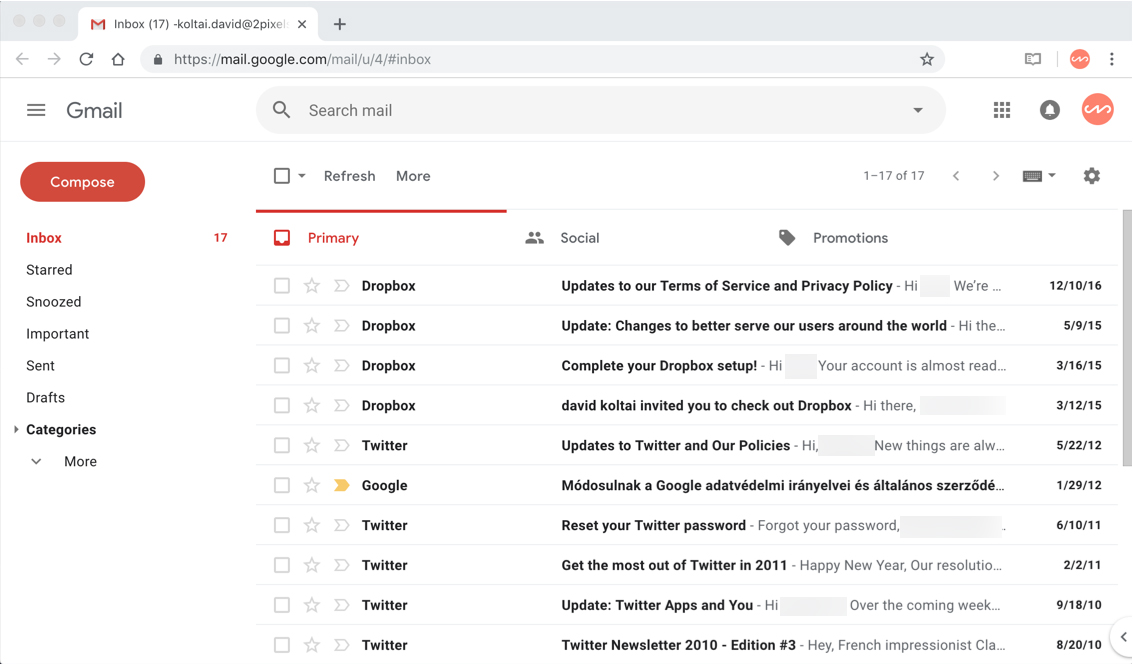 Inbox (17) -koltai.david@2pixels
https://mail.google.com/mail/u/4/#inbox
Gmail
Search mail
Compose
Refresh More
1–17 of 17
Inbox 17
Starred
Snoozed
Important
Sent
Drafts
Categories
More
Primary Social Promotions
Dropbox Updates to our Terms of Service and Privacy Policy - Hi We're ... 12/10/16
Dropbox Update: Changes to better serve our users around the world - Hi the... 5/9/15
Dropbox Complete your Dropbox setup! - Hi Your account is almost read... 3/16/15
Dropbox david koltai invited you to check out Dropbox - Hi there, 3/12/15
Twitter Updates to Twitter and Our Policies - Hi, New things are alw... 5/22/12
Google Módosulnak a Google adatvédelmi irányelvei és általános szerződé... 1/29/12
Twitter Reset your Twitter password - Forgot your password, . 6/10/11
Twitter Get the most out of Twitter in 2011 - Happy New Year, Our resolutio... 2/2/11
Twitter Update: Twitter Apps and You - Hi Over the coming week... 9/18/10
Twitter Twitter Newsletter 2010 - Edition #3 - Hey, French impressionist Cla... 8/20/10